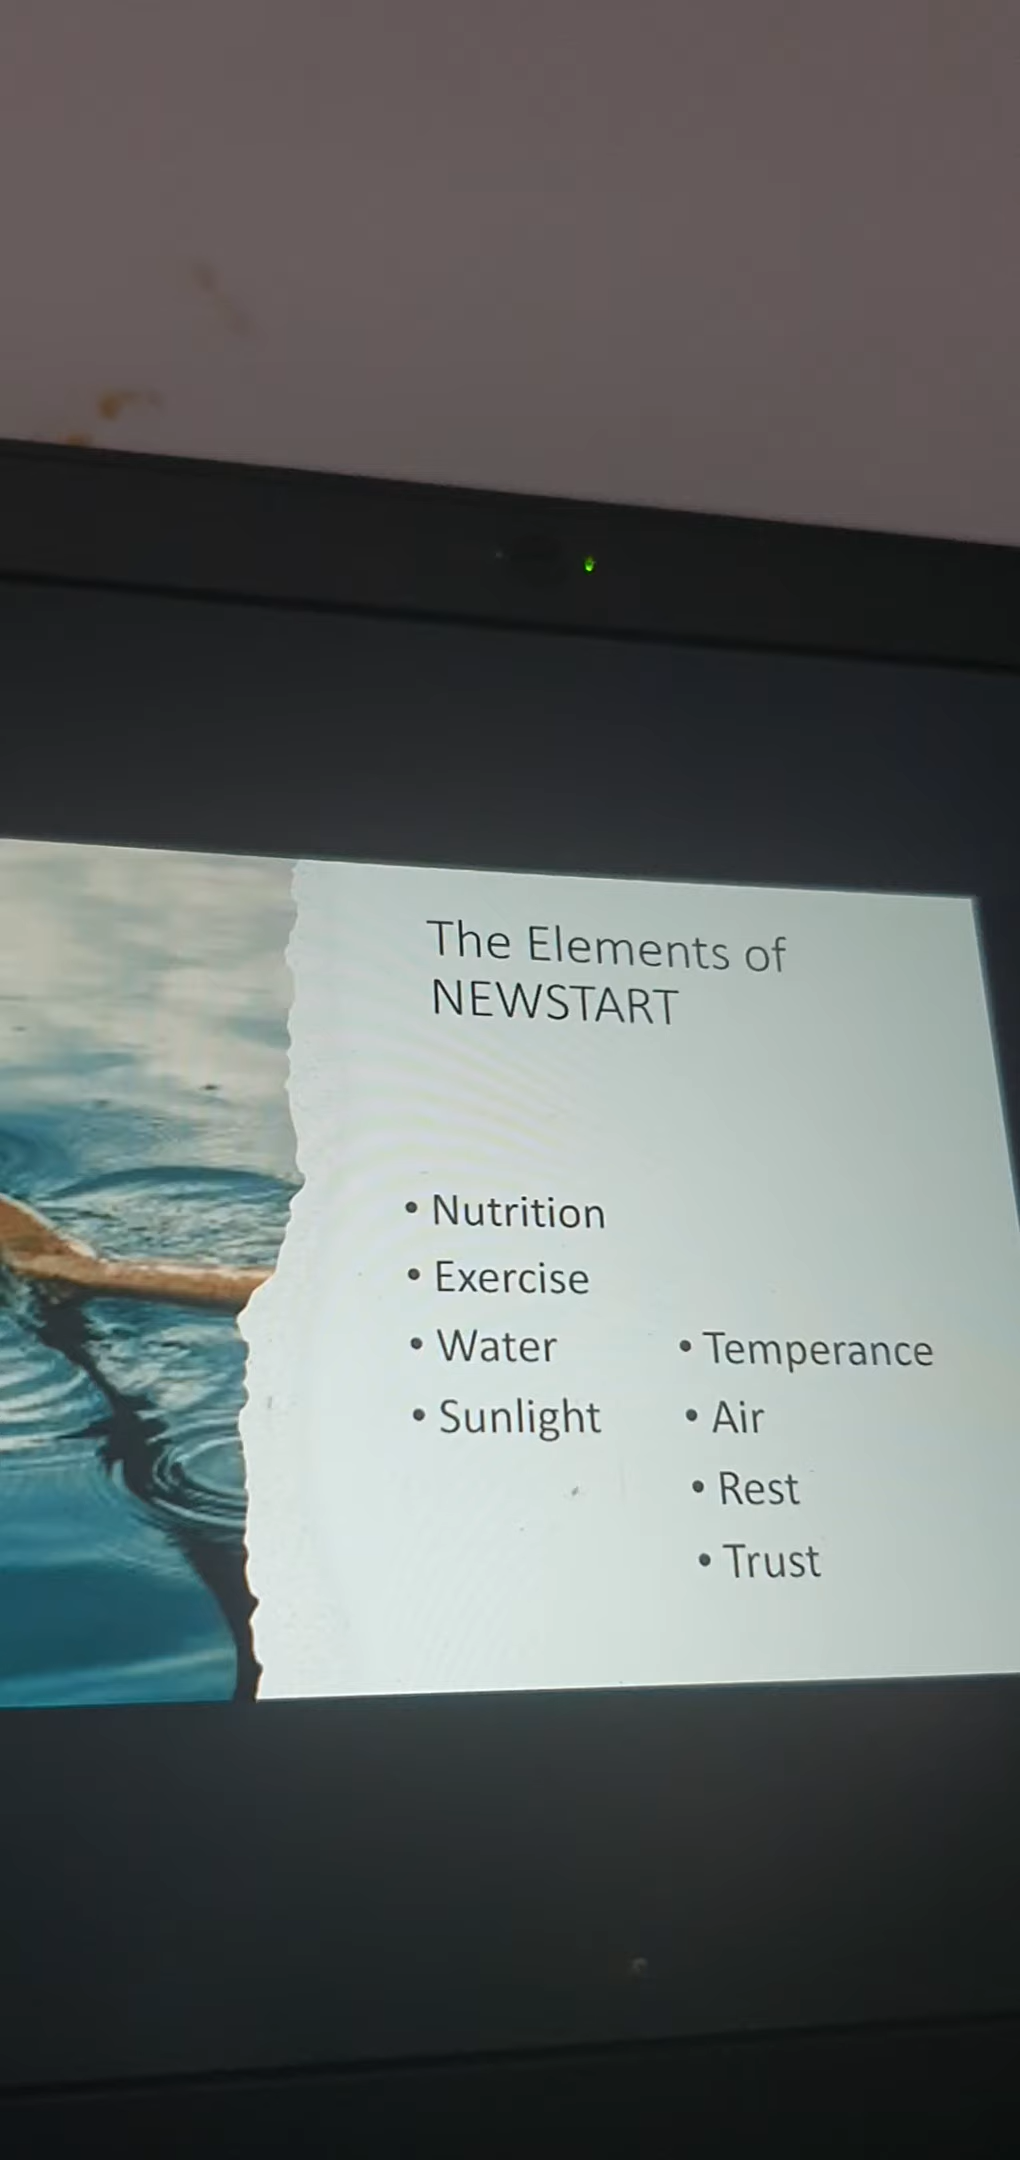 The Elements of
NEWSTART
• Nutrition
• Exercise
• Water
• Sunlight
• Temperance
• Air
• Rest
• Trust